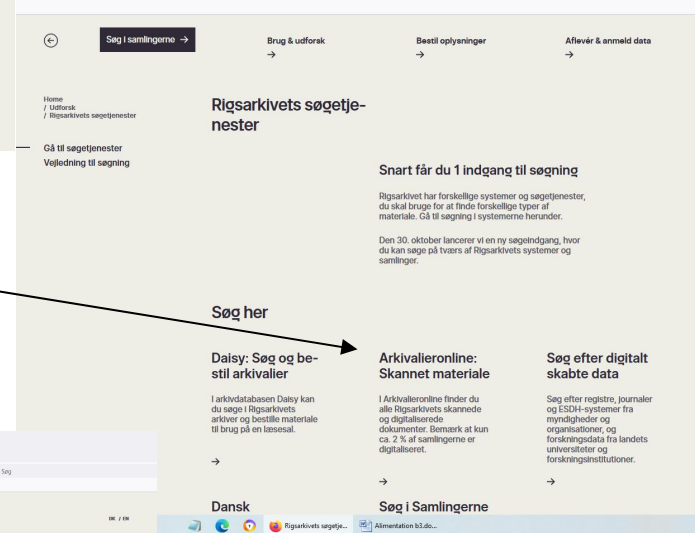 Søg i samlingerne →
Brug & udforsk
→
Bestil oplysninger
→
Aflevér & anmeld data
→
Home
/ Udforsk
/ Rigsarkivets søgetjenester
Gå til søgetjenester
Vejledning til søgning
Rigsarkivets søgetje-
nester
Snart får du 1 indgang til søgning
Rigsarkivet har forskellige systemer og søgetjenester,
du skal bruge for at finde forskellige typer af
materiale. Gå til søgning i systemerne herunder.
Den 30. oktober lancerer vi en ny søgeindgang, hvor
du kan søge på tværs af Rigsarkivets systemer og
samlinger.
Søg her
Daisy: Søg og be-
stil arkivalier
I arkivdatabasen Daisy kan
du søge i Rigsarkivets
arkiver og bestille materiale
til brug på en læsesal.
→
Arkivalieronline:
Skannet materiale
I Arkivalieronline finder du
alle Rigsarkivets skannede
og digitaliserede
dokumenter. Bemærk at kun
ca. 2 % af samlingerne er
digitaliseret.
→
Søg efter digitalt
skabte data
Søg efter registre, journaler
og ESDH-systemer fra
myndigheder og
organisationer, og
forskningsdata fra landets
universiteter og
forskningsinstitutioner.
→
Dansk
Søg i Samlingerne
Søg
DK / EN
Rigsarkivets søgetje...
Alimentation b3.do...